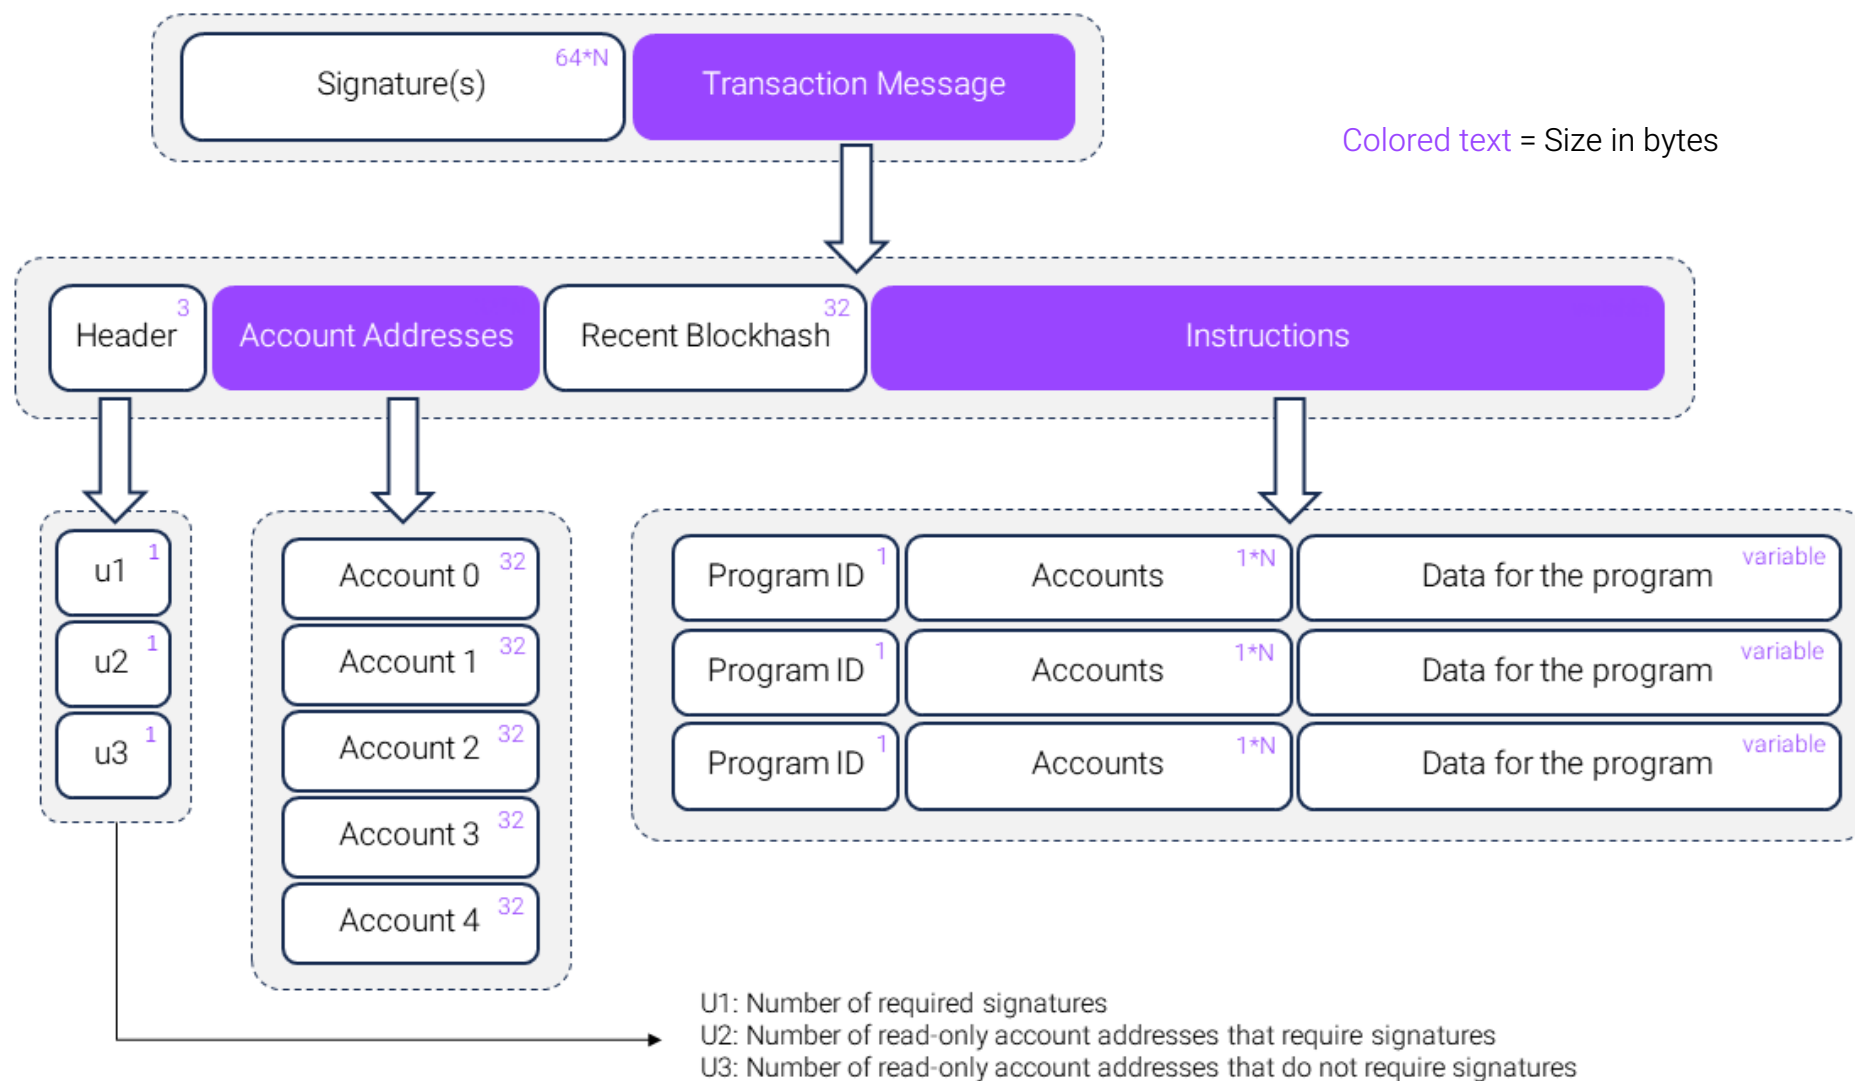 64*N
Signature(s)
Transaction Message
Colored text = Size in bytes
3
Header
Account Addresses
32
Recent Blockhash
Instructions
1
u1
1
u2
1
u3
32
Account 0
32
Account 1
32
Account 2
32
Account 3
32
Account 4
1
Program ID
1*N
Accounts
variable
Data for the program
1
Program ID
1*N
Accounts
variable
Data for the program
1
Program ID
1*N
Accounts
variable
Data for the program
U1: Number of required signatures
U2: Number of read-only account addresses that require signatures
U3: Number of read-only account addresses that do not require signatures